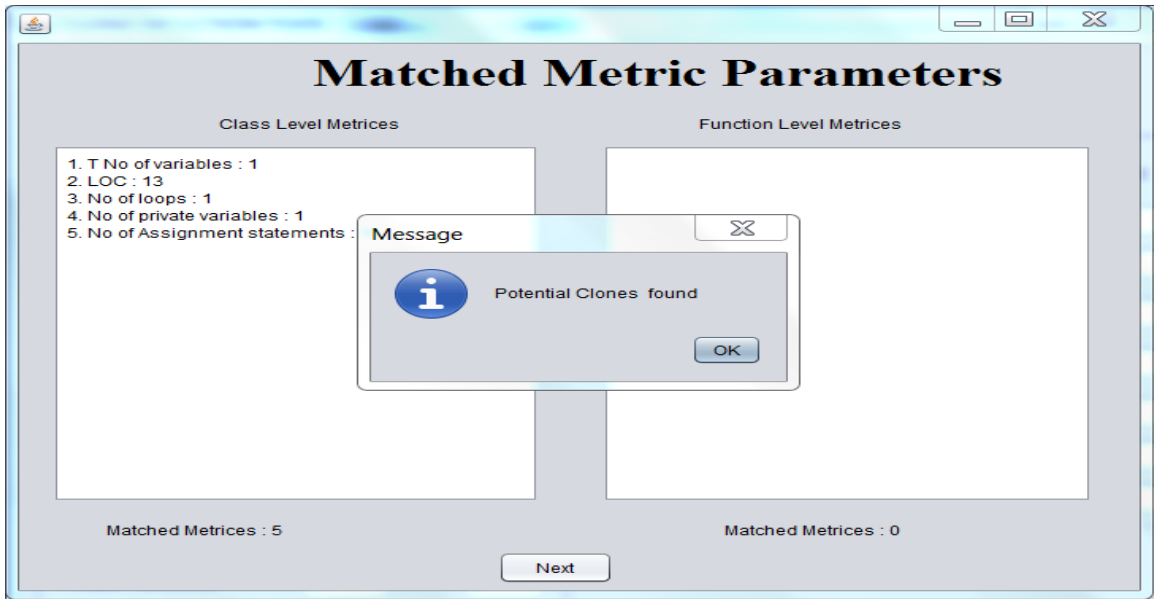 Matched Metric Parameters
Class Level Metrices
Function Level Metrices
1. T No of variables : 1
2. LOC : 13
3. No of loops : 1
4. No of private variables : 1
5. No of Assignment statements :
Message
Potential Clones found
OK
Matched Metrices : 5
Matched Metrices : 0
Next